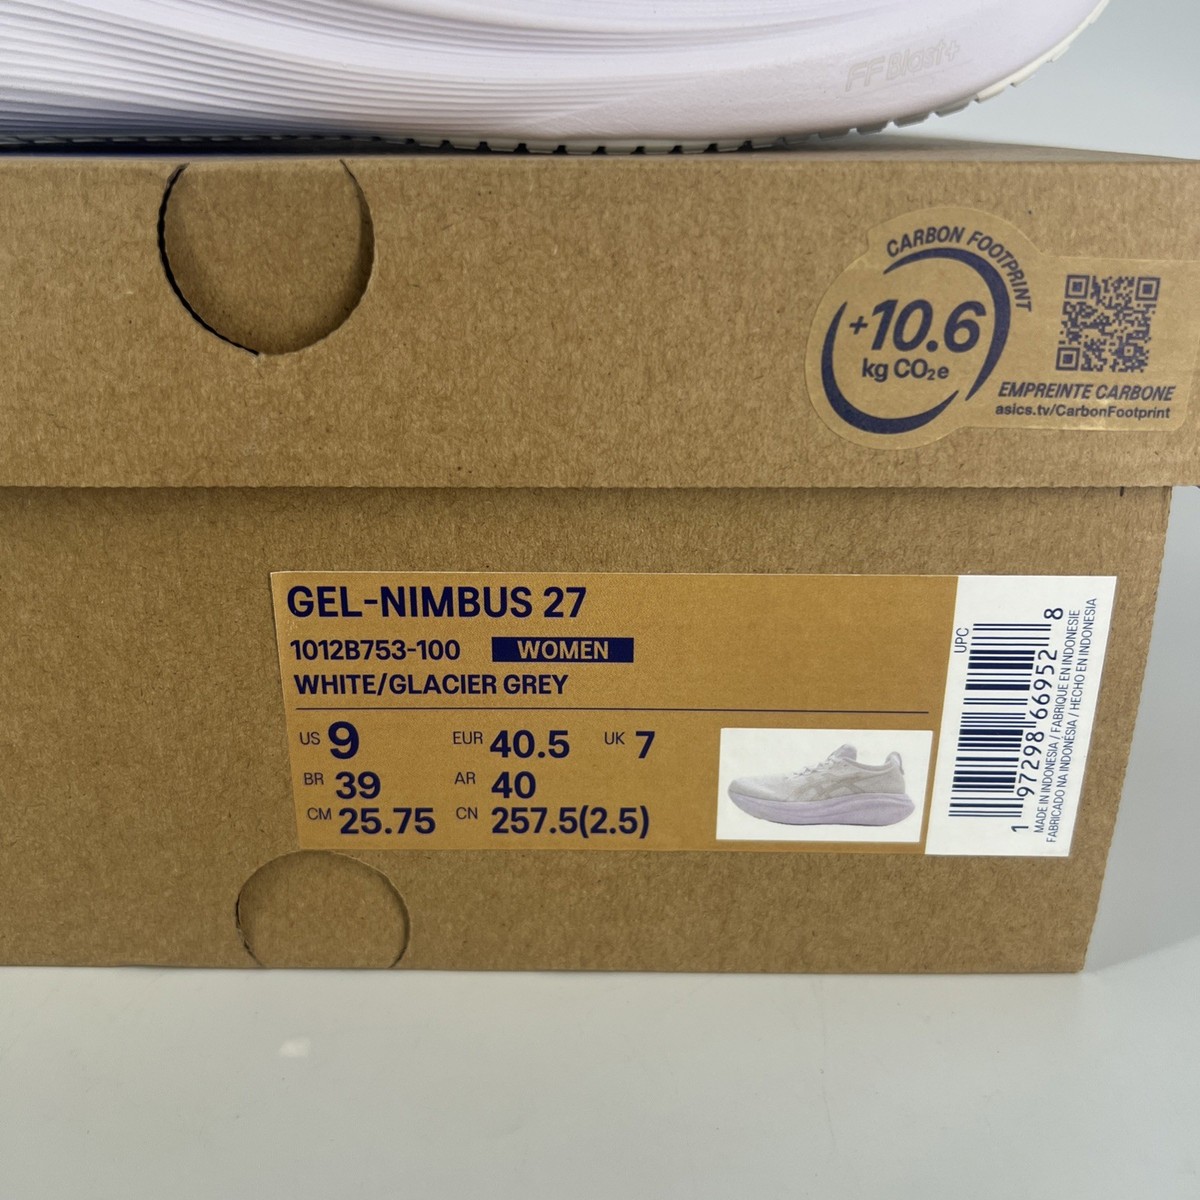 FF Blast+
CARBON FOOTPRINT
+10.6
kg CO₂e
EMPREINTE CARBONE
asics.tv/CarbonFootprint
GEL-NIMBUS 27
1012B753-100 WOMEN
WHITE/GLACIER GREY
US 9 EUR 40.5 UK 7
BR 39 AR 40
CM 25.75 CN 257.5(2.5)
UPC
1 97298 66952 8
MADE IN INDONESIA / FABRIQUE EN INDONESIE
FABRICADO NA INDONÉSIA / HECHO EN INDONESIA